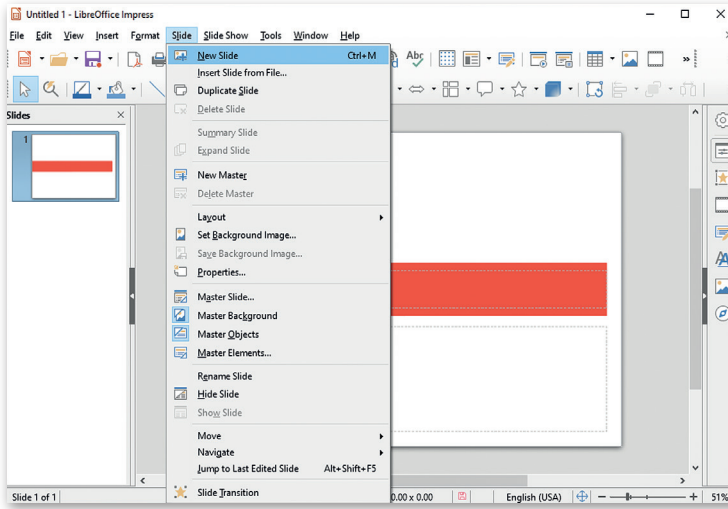 Untitled 1 - LibreOffice Impress
File Edit View Insert Format Slide Slide Show Tools Window Help
Slides
1
New Slide Ctrl+M
Insert Slide from File...
Duplicate Slide
Delete Slide
Summary Slide
Expand Slide
New Master
Delete Master
Layout
Set Background Image...
Save Background Image...
Properties...
Master Slide...
Master Background
Master Objects
Master Elements...
Rename Slide
Hide Slide
Show Slide
Move
Navigate
Jump to Last Edited Slide Alt+Shift+F5
Slide Transition
Slide 1 of 1 0.00 x 0.00 English (USA) 51%